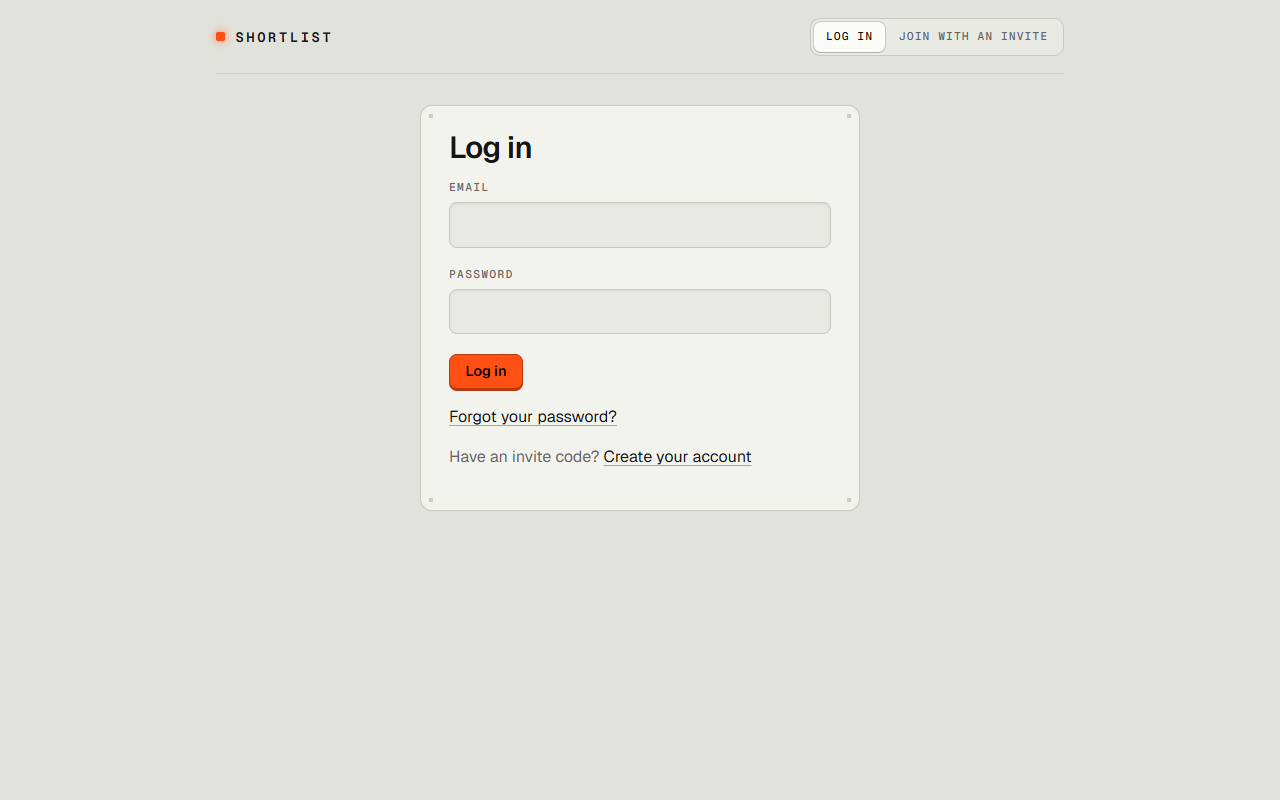 SHORTLIST
LOG IN
JOIN WITH AN INVITE
Log in
EMAIL
PASSWORD
Log in
Forgot your password?
Have an invite code? Create your account